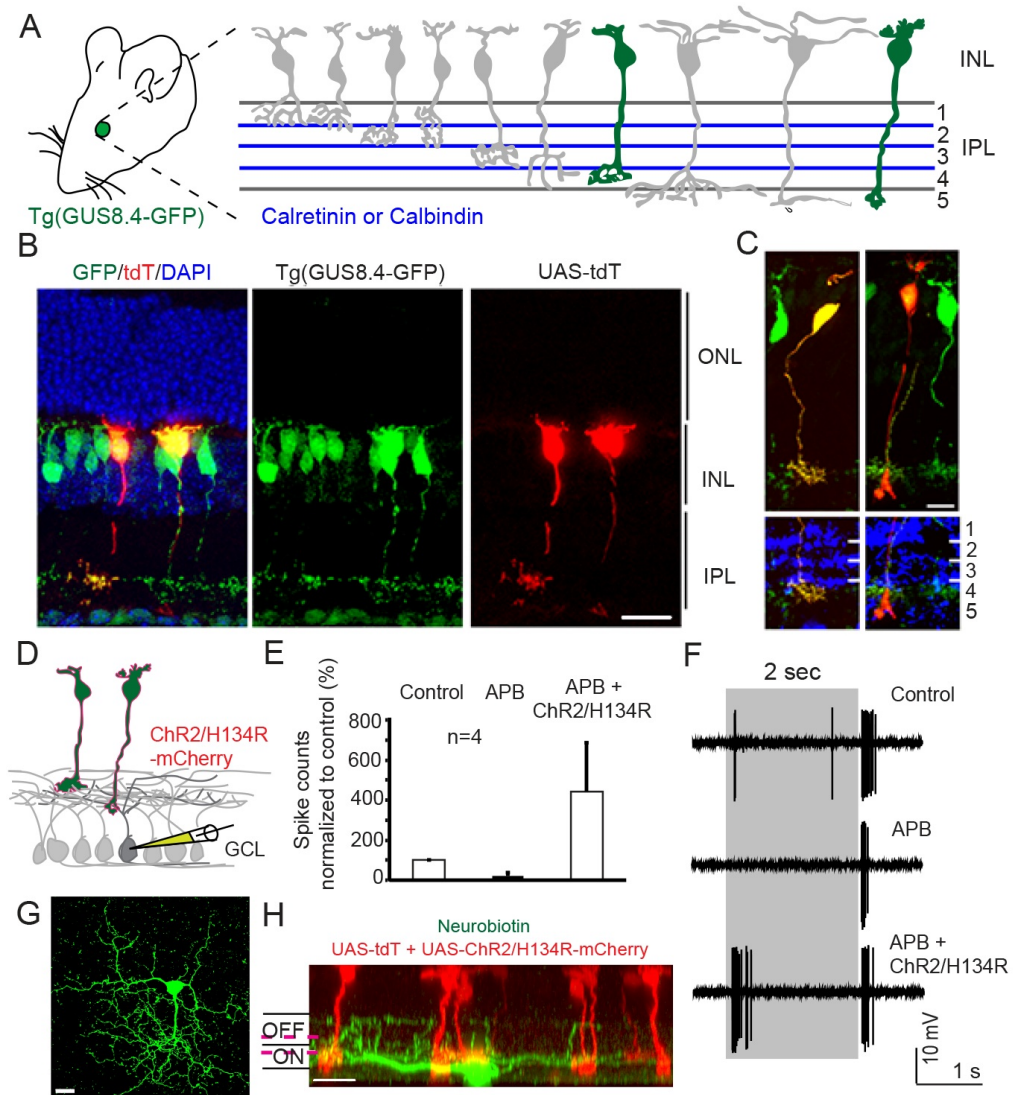 A
INL
1
2
3
4
5
IPL
Tg(GUS8.4-GFP)
Calretinin or Calbindin
B
GFP/tdT/DAPI
Tg(GUS8.4-GFP)
UAS-tdT
ONL
INL
IPL
C
1
2
3
4
5
D
ChR2/H134R
-mCherry
GCL
E
Control
APB
APB +
ChR2/H134R
n=4
Spike counts
normalized to control (%)
800
600
400
200
0
F
2 sec
Control
APB
APB +
ChR2/H134R
10 mV
1 s
G
H
Neurobiotin
UAS-tdT + UAS-ChR2/H134R-mCherry
OFF
ON